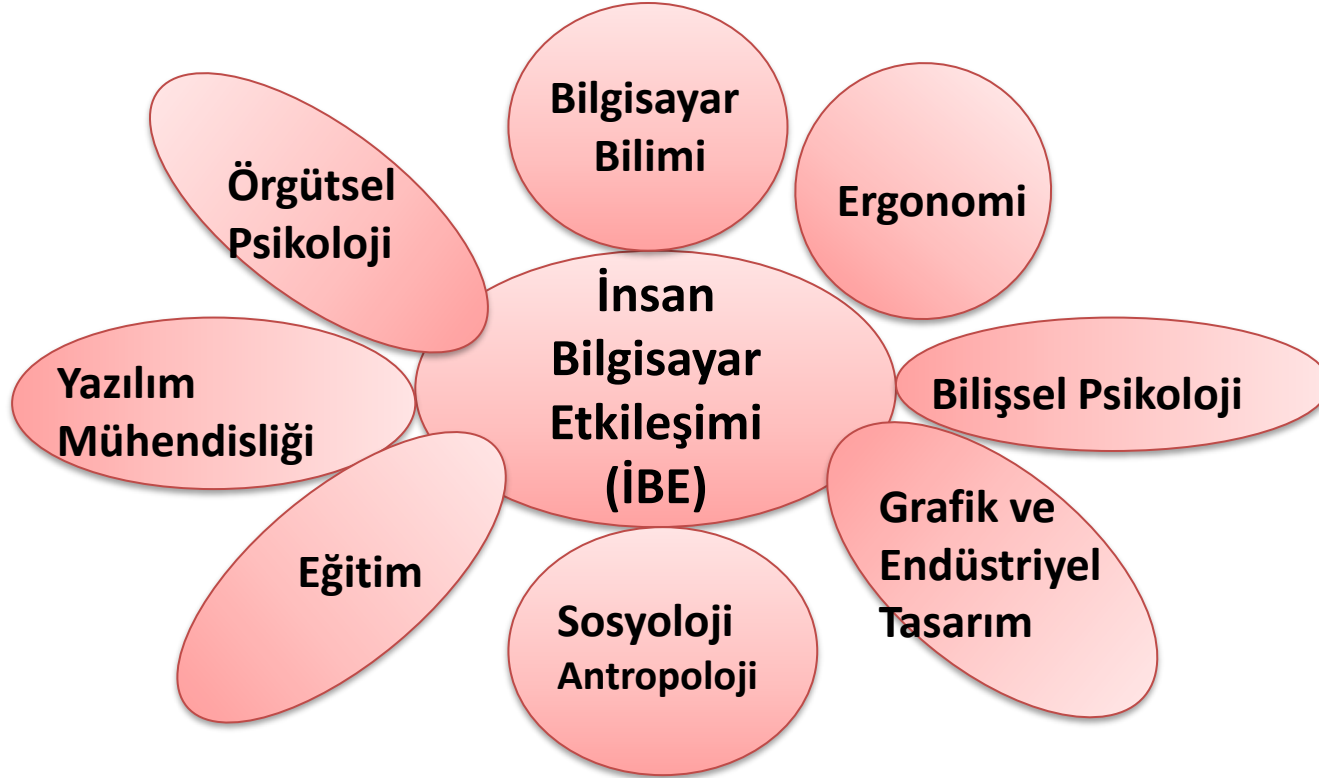 Bilgisayar
Bilimi
Ergonomi
Örgütsel
Psikoloji
İnsan
Bilgisayar
Etkileşimi
(İBE)
Yazılım
Mühendisliği
Bilişsel Psikoloji
Grafik ve
Endüstriyel
Tasarım
Eğitim
Sosyoloji
Antropoloji